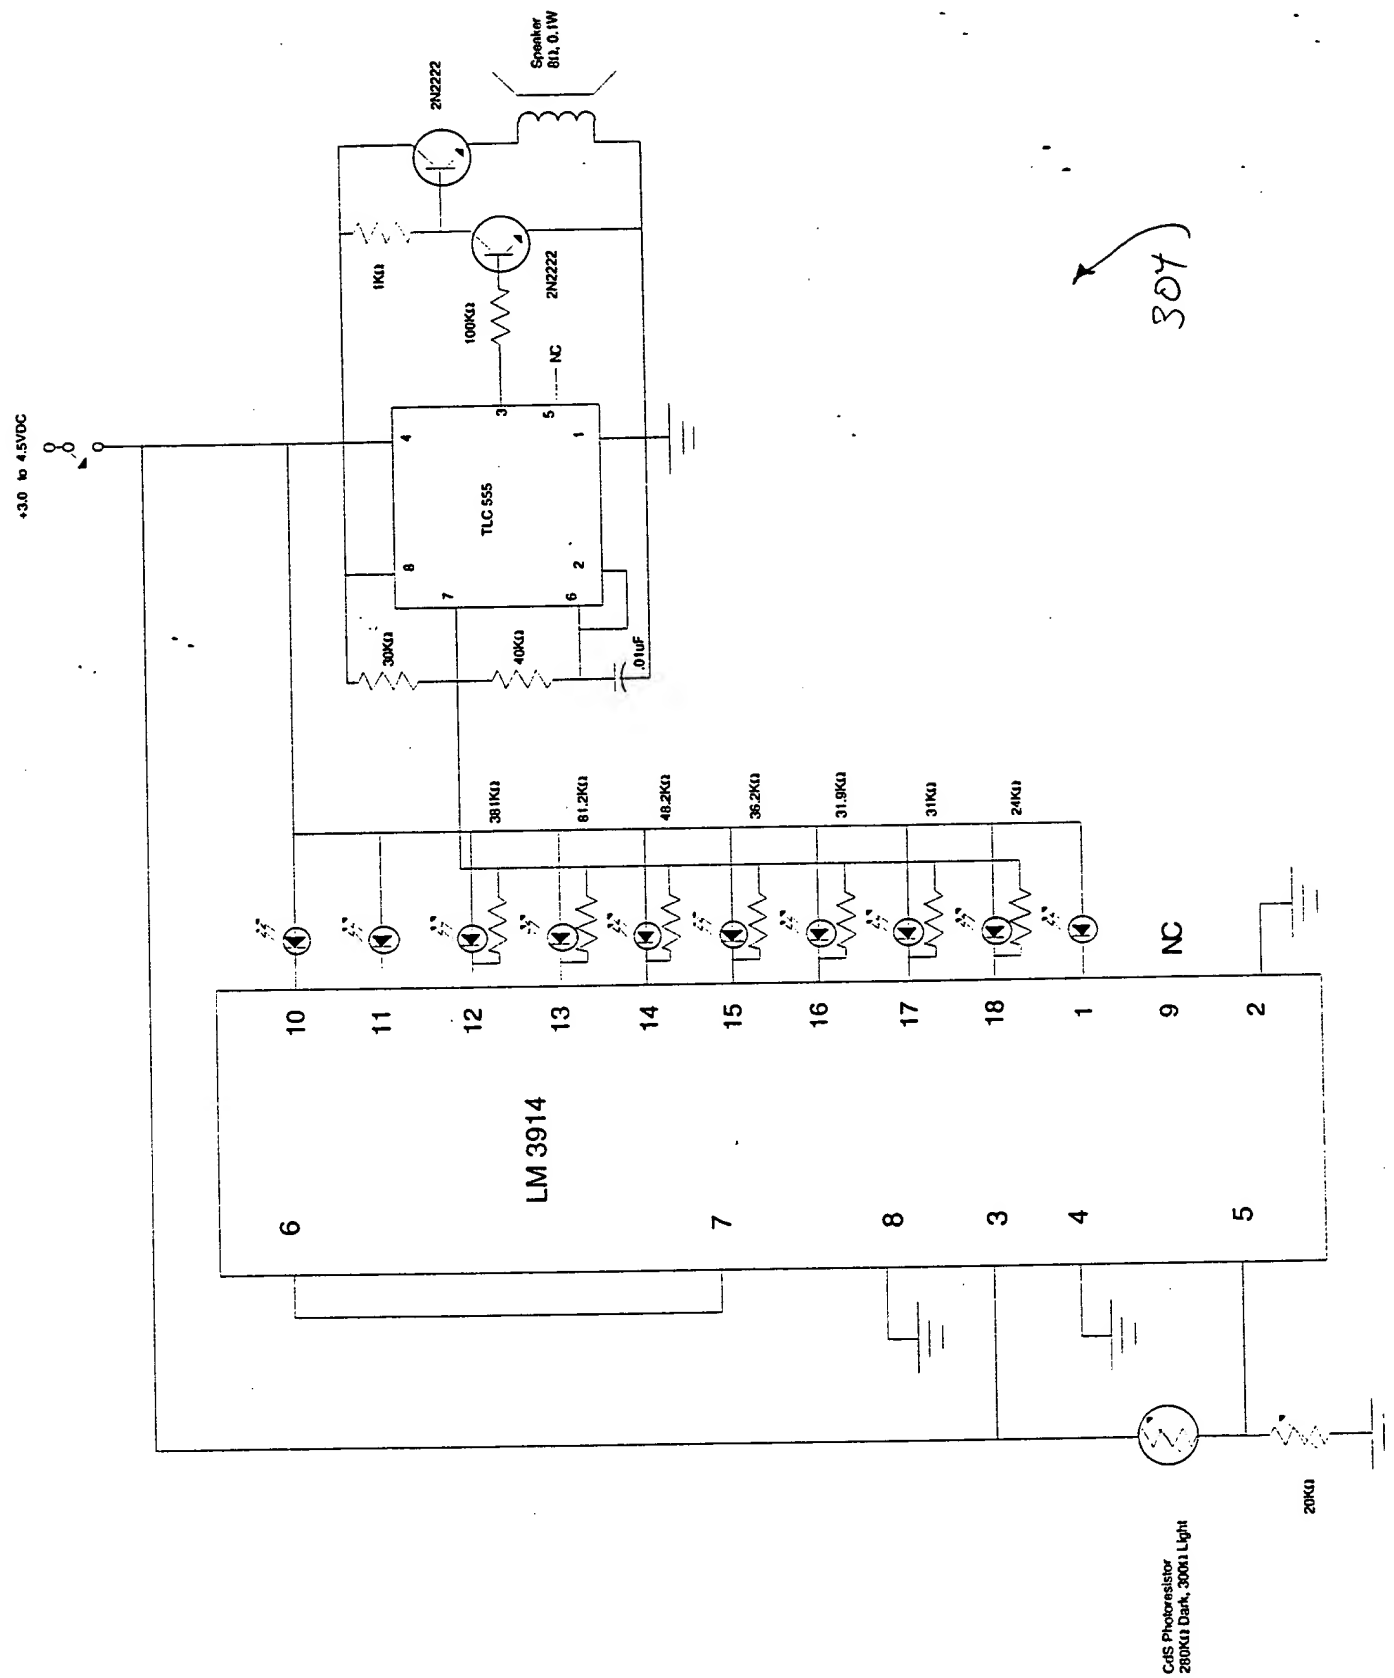 +3.0 to 4.5VDC
Speaker
8Ω, 0.1W
2N2222
1KΩ
2N2222
100KΩ
NC
3
5
4
1
TLC 555
8
2
7
6
30KΩ
40KΩ
.01uF
304
381KΩ
81.2KΩ
48.2KΩ
36.2KΩ
31.9KΩ
31KΩ
24KΩ
10
11
12
13
14
15
16
17
18
1
9
2
NC
LM 3914
6
7
8
3
4
5
20KΩ
CdS Photoresistor
280KΩ Dark, 300Ω Light